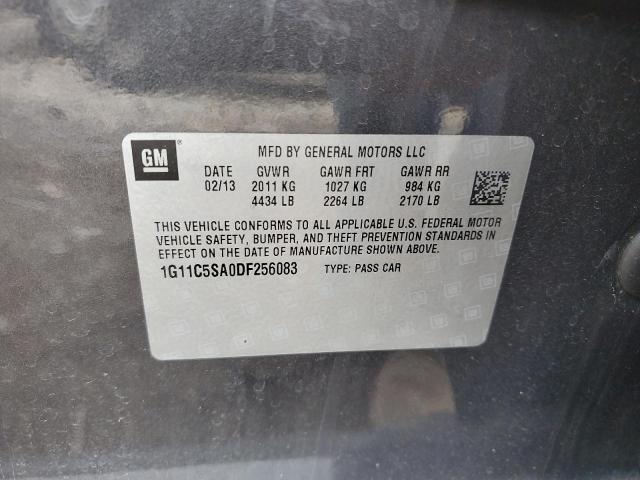 GM ® MFD BY GENERAL MOTORS LLC
DATE GVWR GAWR FRT GAWR RR
02/13 2011 KG 1027 KG 984 KG
4434 LB 2264 LB 2170 LB
THIS VEHICLE CONFORMS TO ALL APPLICABLE U.S. FEDERAL MOTOR
VEHICLE SAFETY, BUMPER, AND THEFT PREVENTION STANDARDS IN
EFFECT ON THE DATE OF MANUFACTURE SHOWN ABOVE.
1G11C5SA0DF256083 TYPE: PASS CAR